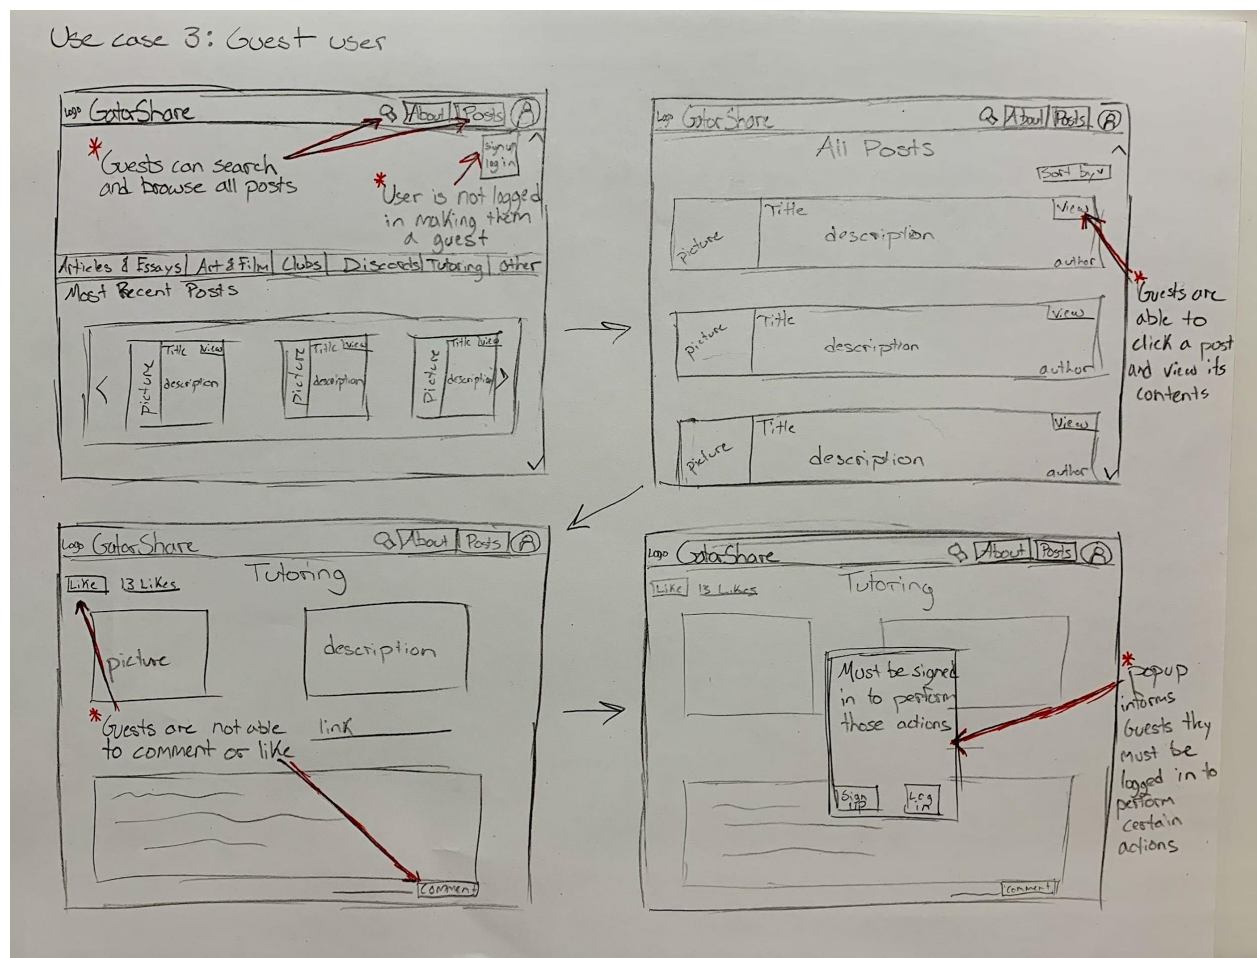 Use case 3: Guest user
Logo GatorShare About Posts
sign up
log in
* Guests can search
and browse all posts
* User is not logged
in making them
a guest
Articles & Essays Art & Film Clubs Discords Tutoring Other
Most Recent Posts
Picture Title View description
Picture Title View description
Picture Title View description
Logo GatorShare About Posts
All Posts
Sort by
picture Title View
description
author
picture Title View
description
author
picture Title View
description
author
* Guests are
able to
click a post
and view its
contents
Logo GatorShare About Posts
Tutoring
Like 13 Likes
picture
description
* Guests are not able
to comment or like
link
comment
Logo GatorShare About Posts
Tutoring
Like 13 Likes
Must be signed
in to perform
those actions
Sign
UP
Log
in
comment
* popup
informs
Guests they
must be
logged in to
perform
certain
actions